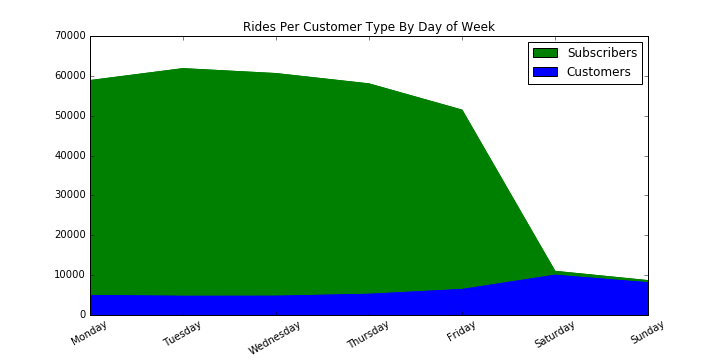 Rides Per Customer Type By Day of Week
70000
60000
50000
40000
30000
20000
10000
0
Subscribers
Customers
Monday
Tuesday
Wednesday
Thursday
Friday
Saturday
Sunday